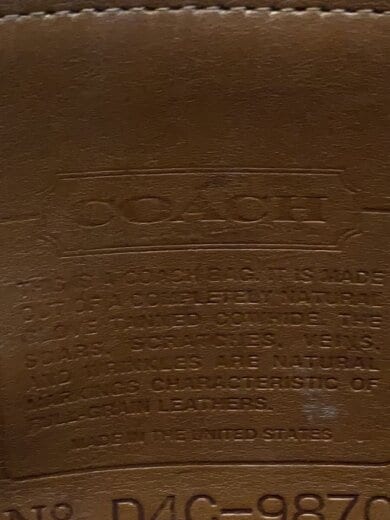 COACH
THIS IS A COACH BAG. IT IS MADE
OUT OF A COMPLETELY NATURAL
GLOVE TANNED COWHIDE. THE
SCARS, SCRATCHES, VEINS,
AND WRINKLES ARE NATURAL
MARKINGS CHARACTERISTIC OF
FULL-GRAIN LEATHERS.
MADE IN THE UNITED STATES
Nº D4C-9870